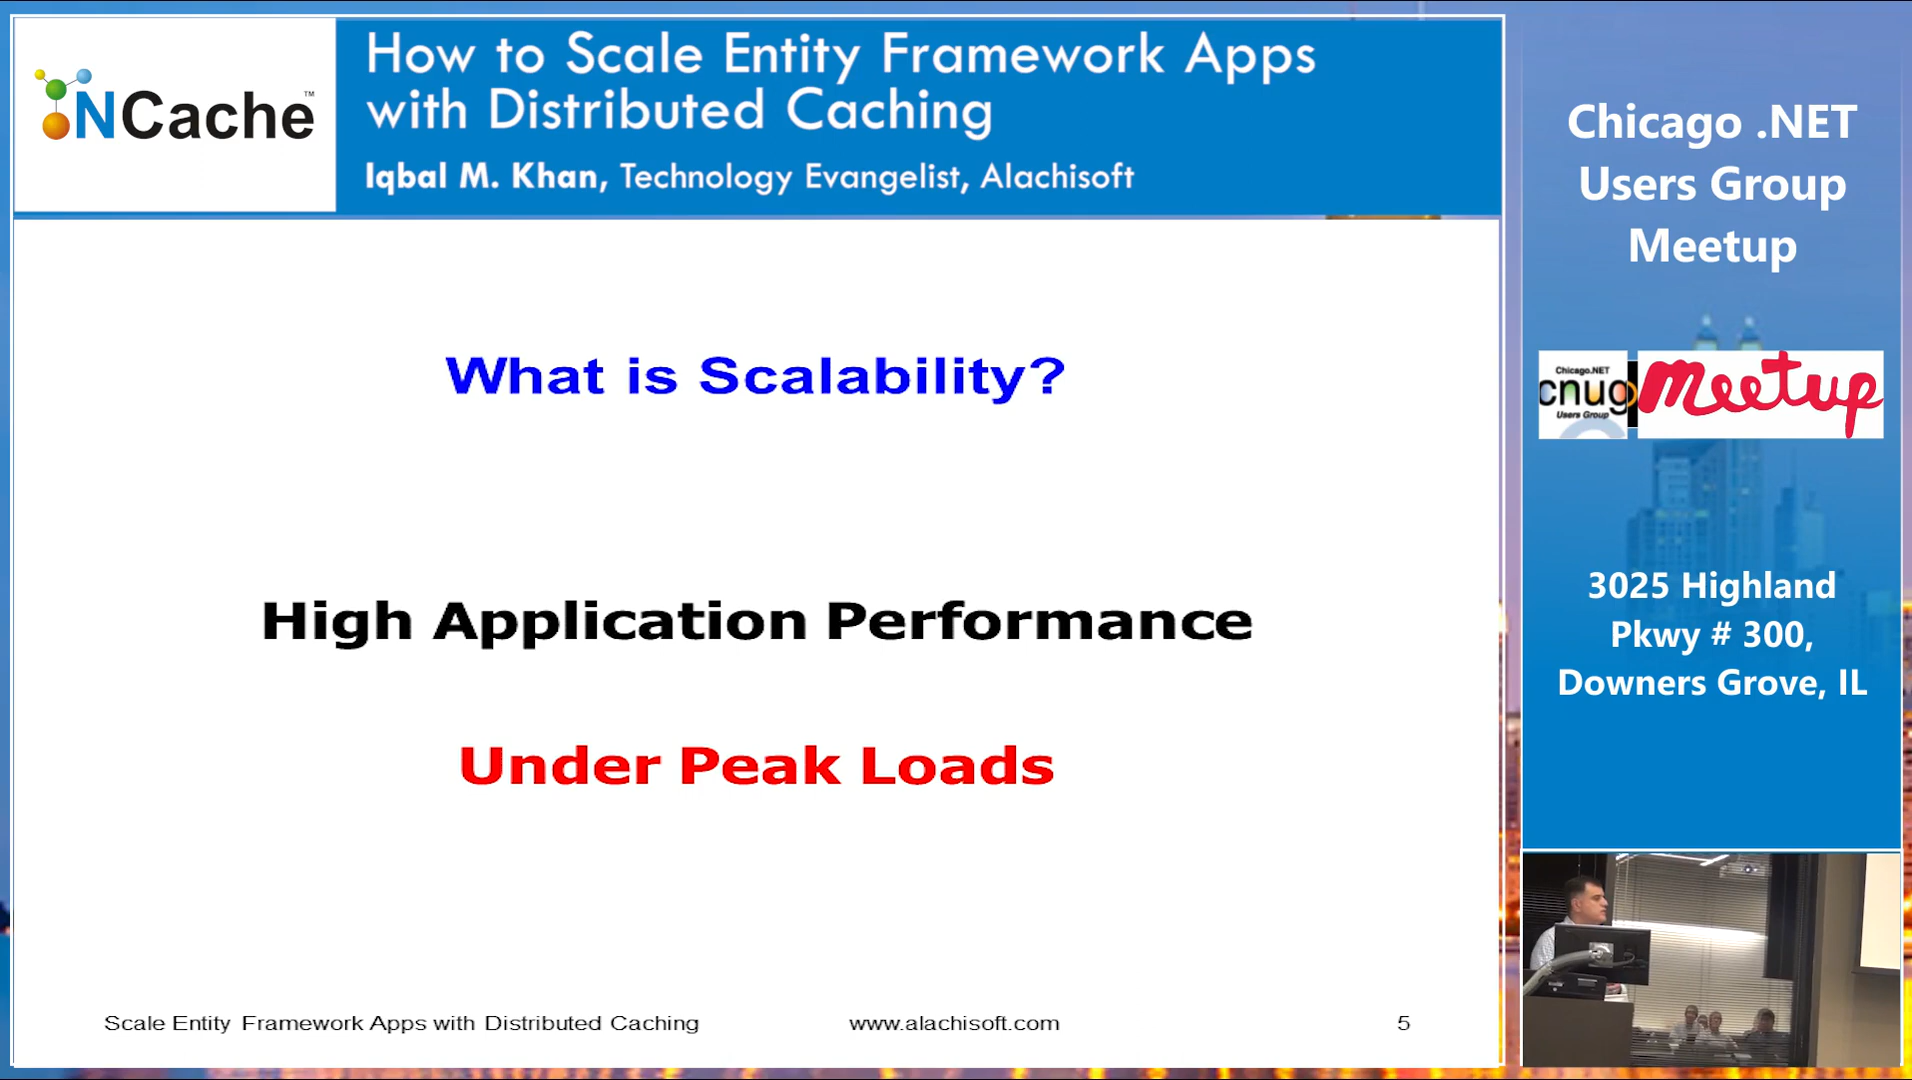 NCache™
How to Scale Entity Framework Apps
with Distributed Caching
Iqbal M. Khan, Technology Evangelist, Alachisoft
What is Scalability?
High Application Performance
Under Peak Loads
Scale Entity Framework Apps with Distributed Caching
www.alachisoft.com
5
Chicago .NET
Users Group
Meetup
Chicago.NET
cnug
Users Group
meetup
3025 Highland
Pkwy # 300,
Downers Grove, IL